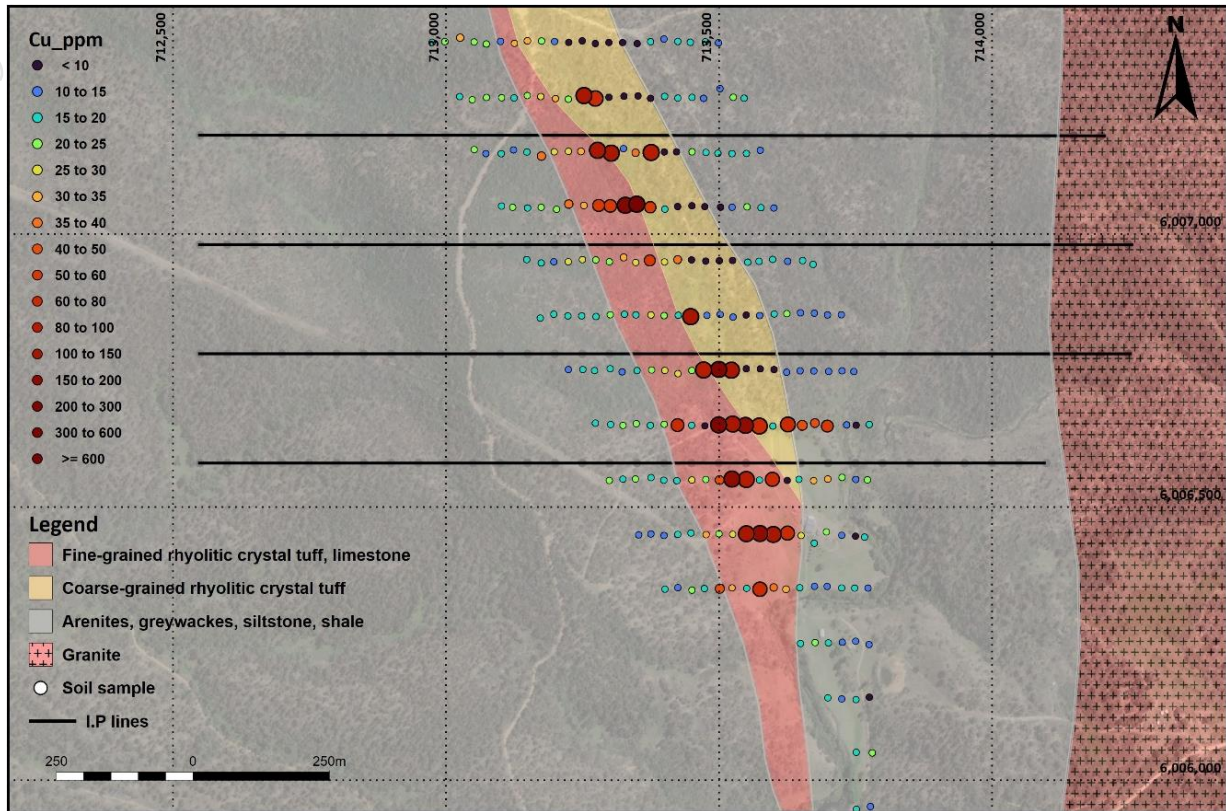 712,500
713,000
713,500
714,000
N
Cu_ppm
< 10
10 to 15
15 to 20
20 to 25
25 to 30
30 to 35
35 to 40
40 to 50
50 to 60
60 to 80
80 to 100
100 to 150
150 to 200
200 to 300
300 to 600
>= 600
6,007,000
6,006,500
Legend
Fine-grained rhyolitic crystal tuff, limestone
Coarse-grained rhyolitic crystal tuff
Arenites, greywackes, siltstone, shale
Granite
Soil sample
I.P lines
250 0 250m
6,006,000